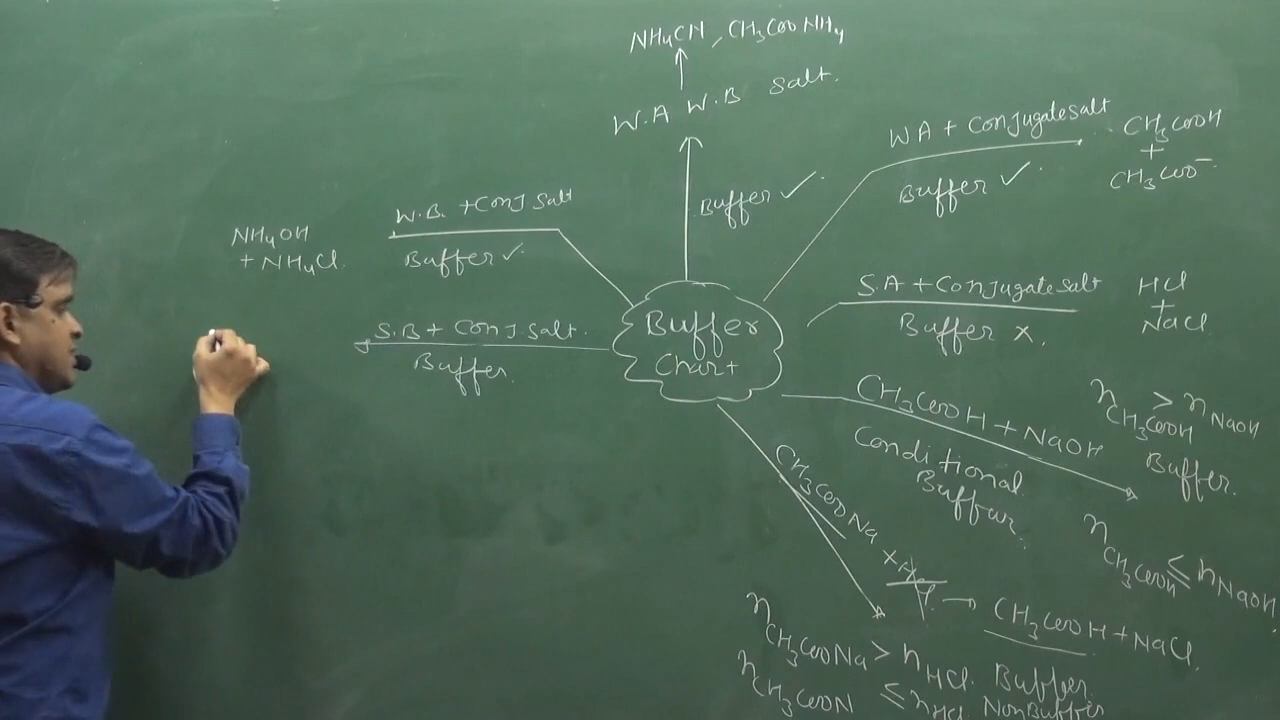 NH4CN, CH3COONH4
W.A W.B Salt.
Buffer ✓
WA + Conjugate salt
Buffer ✓
CH3COOH
+
CH3COO-
W.B. + Conj Salt
Buffer ✓
NH4OH
+ NH4Cl
S.A + Conjugate salt
Buffer ×.
HCl
+
NaCl.
S.B + Conj. Salt.
Buffer.
Buffer
Chart
CH3COOH + NaOH
Conditional
Buffer
nCH3COOH > nNaOH
Buffer.
nCH3COOH ≤ nNaOH
CH3COONa + HCl
→ CH3COOH + NaCl.
nCH3COONa > nHCl. Buffer
nCH3COON ≤ nHCl NonBuffer